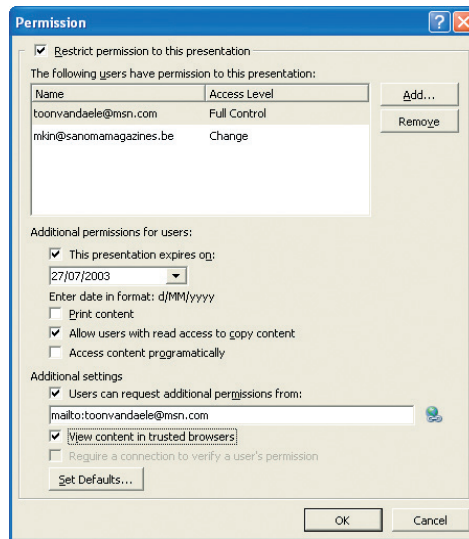 Permission
Restrict permission to this presentation
The following users have permission to this presentation:
Name Access Level
toonvandaele@msn.com Full Control
mkin@sanomamagazines.be Change
Add...
Remove
Additional permissions for users:
This presentation expires on:
27/07/2003
Enter date in format: d/MM/yyyy
Print content
Allow users with read access to copy content
Access content programatically
Additional settings
Users can request additional permissions from:
mailto:toonvandaele@msn.com
View content in trusted browsers
Require a connection to verify a user's permission
Set Defaults...
OK Cancel